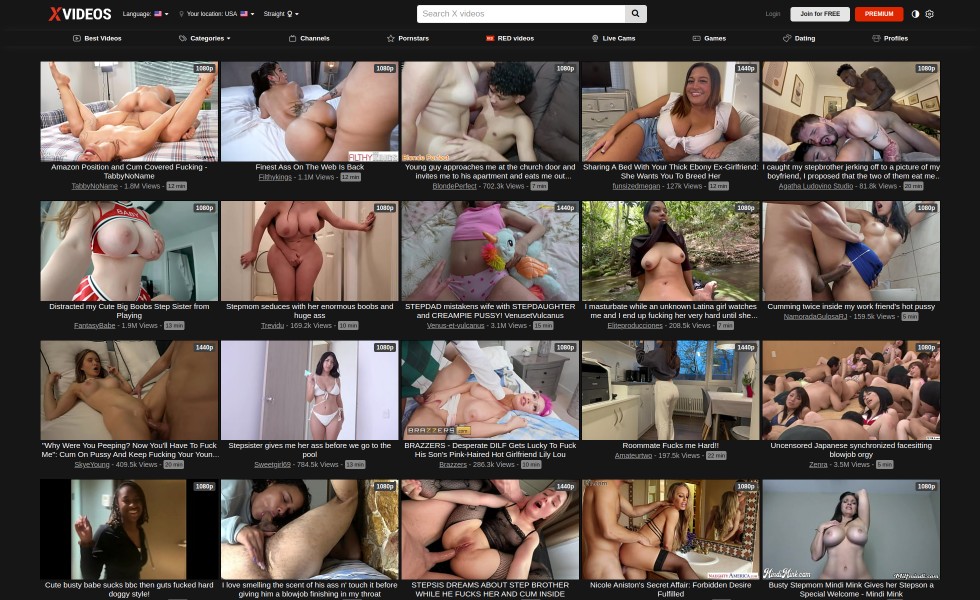 XVIDEOS
Language:
Your location: USA
Straight
Search X videos
Login
Join for FREE
PREMIUM
Best Videos
Categories
Channels
Pornstars
RED videos
Live Cams
Games
Dating
Profiles
1080p
1080p
1080p
1440p
1080p
Amazon Position and Cum Covered Fucking -
TabbyNoName
TabbyNoName - 1.8M Views - 12 min
Finest Ass On The Web Is Back
Filthykings - 1.1M Views - 12 min
Young guy approaches me at the church door and
invites me to his apartment and eats me out...
BlondePerfect - 702.3k Views - 7 min
Sharing A Bed With Your Thick Ebony Ex-Girlfriend:
She Wants You To Breed Her
funsizedmegan - 127k Views - 12 min
I caught my stepbrother jerking off to a picture of my
boyfriend, I proposed that the two of them eat me...
Agatha Ludovino Studio - 81.8k Views - 20 min
1080p
1080p
1440p
1080p
1080p
Distracted my Cute Big Boobs Step Sister from
Playing
FantasyBabe - 1.9M Views - 13 min
Stepmom seduces with her enormous boobs and
huge ass
Trevidu - 169.2k Views - 10 min
STEPDAD mistakens wife with STEPDAUGHTER
and CREAMPIE PUSSY! VenusetVulcanus
Venus-et-vulcanus - 3.1M Views - 15 min
I masturbate while an unknown Latina girl watches
me and I end up fucking her very hard until she...
Eliteproducciones - 208.5k Views - 7 min
Cumming twice inside my work friend's hot pussy
NamoradaGulosaRJ - 159.5k Views - 5 min
1440p
1080p
1080p
1080p
1080p
BRAZZERS
"Why Were You Peeping? Now You'll Have To Fuck
Me": Cum On Pussy And Keep Fucking Your Youn...
SkyeYoung - 409.5k Views - 20 min
Stepsister gives me her ass before we go to the
pool
Sweetgirl69 - 784.5k Views - 13 min
BRAZZERS - Desperate DILF Gets Lucky To Fuck
His Son's Pink-Haired Hot Girlfriend Lily Lou
Brazzers - 286.3k Views - 10 min
Roommate Fucks me Hard!!
Amateurtwo - 197.5k Views - 22 min
Uncensored Japanese synchronized facesitting
blowjob orgy
Zenra - 3.5M Views - 5 min
1080p
1080p
1440p
1080p
1080p
NAUGHTY AMERICA
Cute busty babe sucks bbc then guts fucked hard
doggy style!
I love smelling the scent of his ass n' touch it before
giving him a blowjob finishing in my throat
STEPSIS DREAMS ABOUT STEP BROTHER
WHILE HE FUCKS HER AND CUM INSIDE
Nicole Aniston's Secret Affair: Forbidden Desire
Fulfilled
Busty Stepmom Mindi Mink Gives her Stepson a
Special Welcome - Mindi Mink